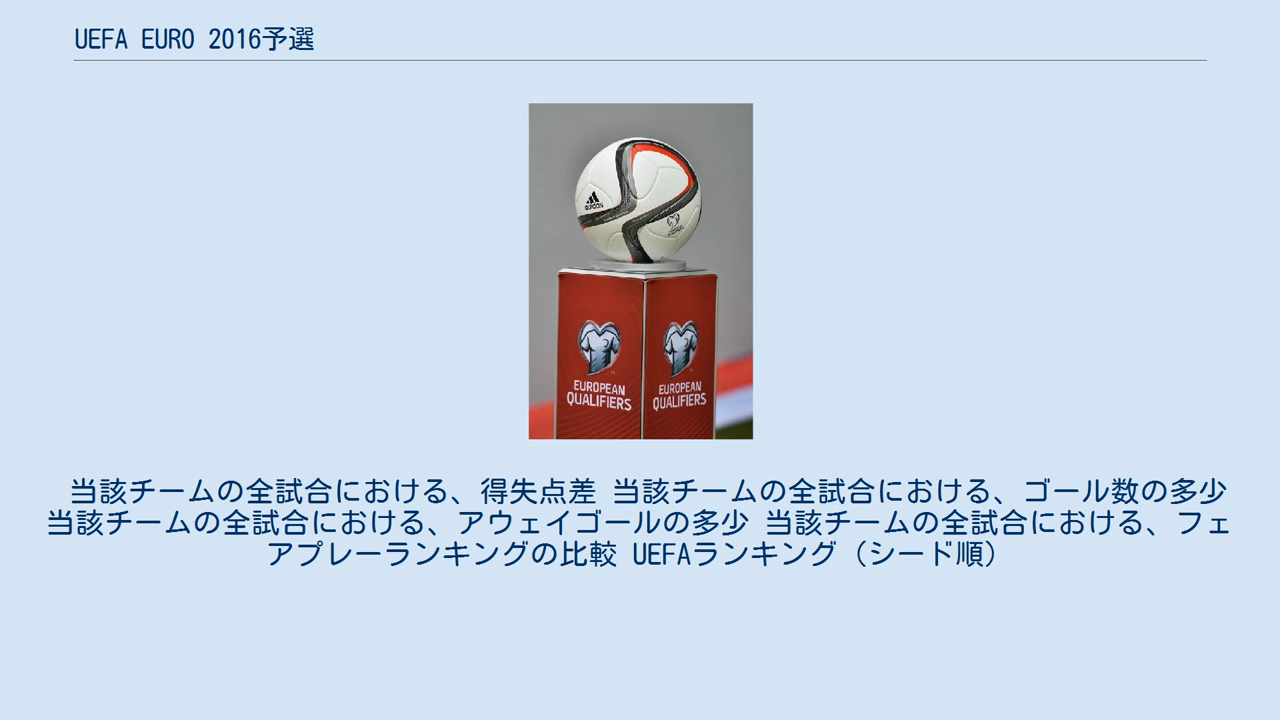 UEFA EURO 2016予選
adidas
EUROPEAN
QUALIFIERS
EUROPEAN
QUALIFIERS
当該チームの全試合における、得失点差 当該チームの全試合における、ゴール数の多少
当該チームの全試合における、アウェイゴールの多少 当該チームの全試合における、フェ
アプレーランキングの比較 UEFAランキング（シード順）